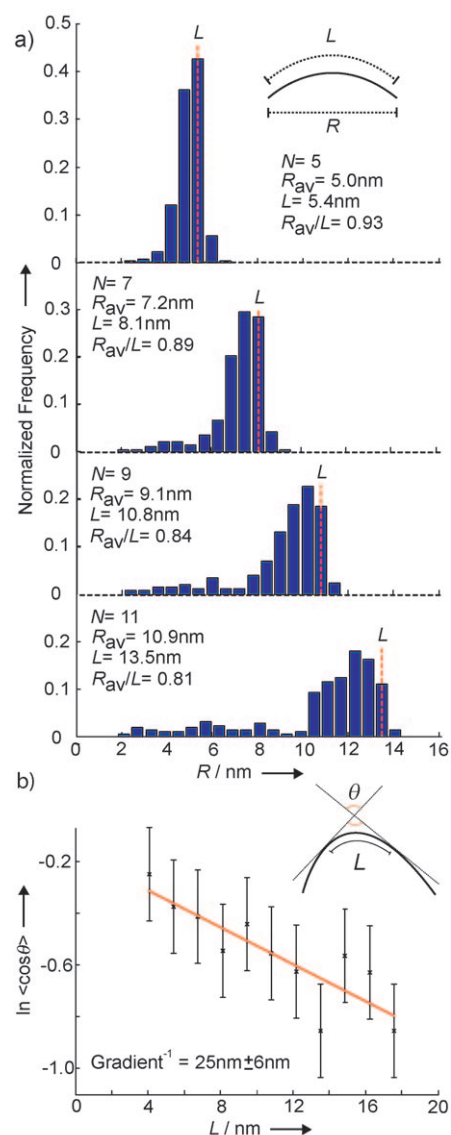 a)
0.5
0.4
0.3
0.2
0.1
0
L
L
R
N= 5
Rav= 5.0nm
L= 5.4nm
Rav/L= 0.93
0.3
0.2
0.1
0
N= 7
Rav= 7.2nm
L= 8.1nm
Rav/L= 0.89
L
0.2
0.1
0
N= 9
Rav= 9.1nm
L= 10.8nm
Rav/L= 0.84
L
0.2
0.1
0
N= 11
Rav= 10.9nm
L= 13.5nm
Rav/L= 0.81
L
Normalized Frequency
0 2 4 6 8 10 12 14 16
R / nm
b)
θ
L
-0.2
-0.6
-1.0
ln <cosθ>
Gradient⁻¹ = 25nm±6nm
0 4 8 12 16 20
L / nm